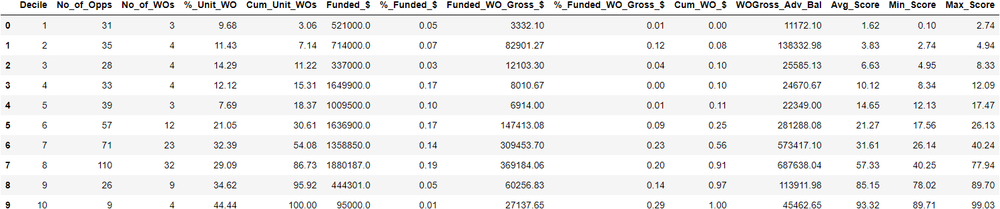 Decile No_of_Opps No_of_WOs %_Unit_WO Cum_Unit_WOs Funded_$ %_Funded_$ Funded_WO_Gross_$ %_Funded_WO_Gross_$ Cum_WO_$ WOGross_Adv_Bal Avg_Score Min_Score Max_Score
0 1 31 3 9.68 3.06 521000.0 0.05 3332.10 0.01 0.00 11172.10 1.62 0.10 2.74
1 2 35 4 11.43 7.14 714000.0 0.07 82901.27 0.12 0.08 138332.98 3.83 2.74 4.94
2 3 28 4 14.29 11.22 337000.0 0.03 12103.30 0.04 0.10 25585.13 6.63 4.95 8.33
3 4 33 4 12.12 15.31 1649900.0 0.17 8010.67 0.00 0.10 24670.67 10.12 8.34 12.09
4 5 39 3 7.69 18.37 1009500.0 0.10 6914.00 0.01 0.11 22349.00 14.65 12.13 17.47
5 6 57 12 21.05 30.61 1636900.0 0.17 147413.08 0.09 0.25 281288.08 21.27 17.56 26.13
6 7 71 23 32.39 54.08 1358850.0 0.14 309453.70 0.23 0.56 573417.10 31.61 26.14 40.24
7 8 110 32 29.09 86.73 1880187.0 0.19 369184.06 0.20 0.91 687638.04 57.33 40.25 77.94
8 9 26 9 34.62 95.92 444301.0 0.05 60256.83 0.14 0.97 113911.98 85.15 78.02 89.70
9 10 9 4 44.44 100.00 95000.0 0.01 27137.65 0.29 1.00 45462.65 93.32 89.71 99.03